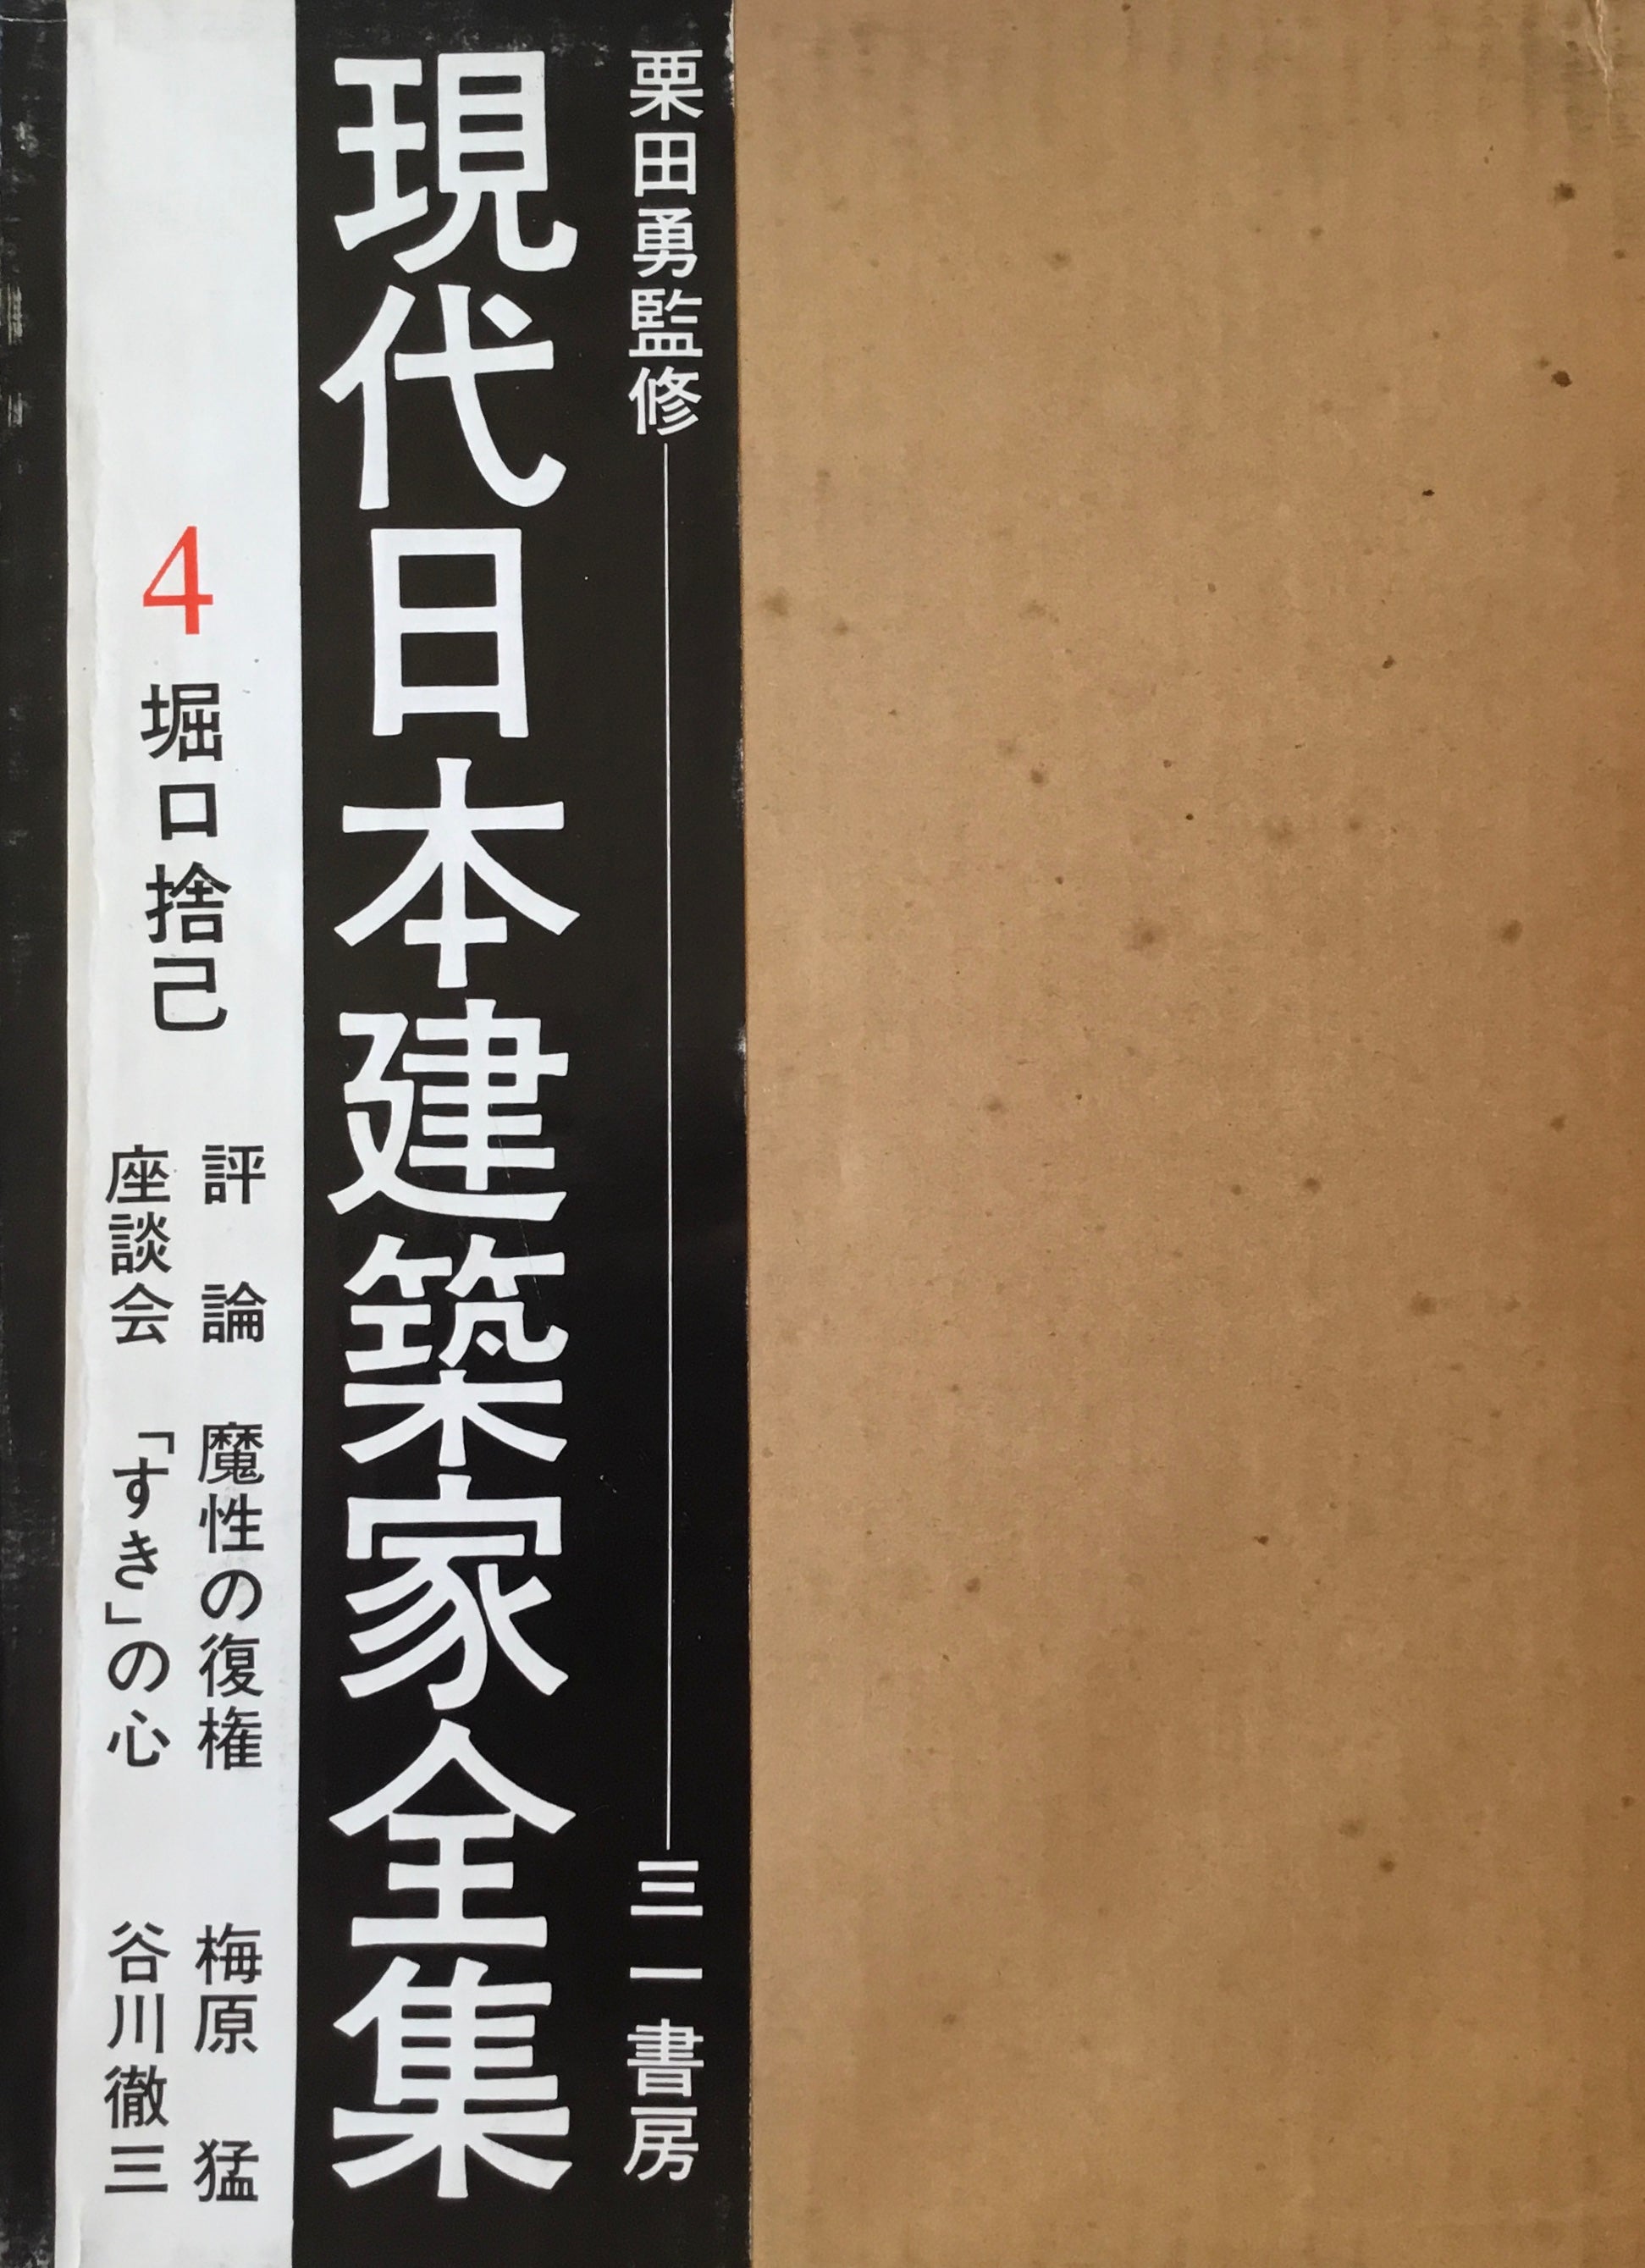 栗田勇監修
三一書房
現代日本建築家全集
4
堀口捨己
評論 魔性の復権 梅原 猛
座談会 「すき」の心 谷川徹三